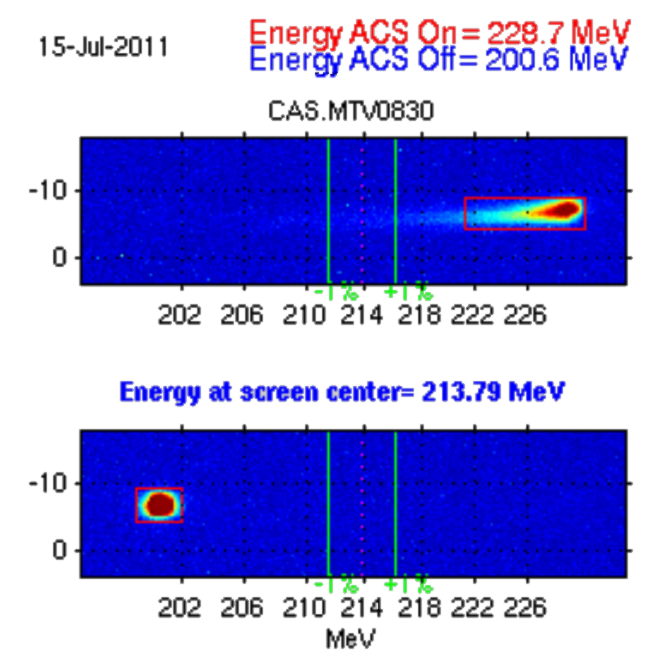 15-Jul-2011
Energy ACS On= 228.7 MeV
Energy ACS Off= 200.6 MeV
CAS.MTV0830
-10
0
-1% +1%
202 206 210 214 218 222 226
Energy at screen center= 213.79 MeV
-10
0
-1% +1%
202 206 210 214 218 222 226
MeV